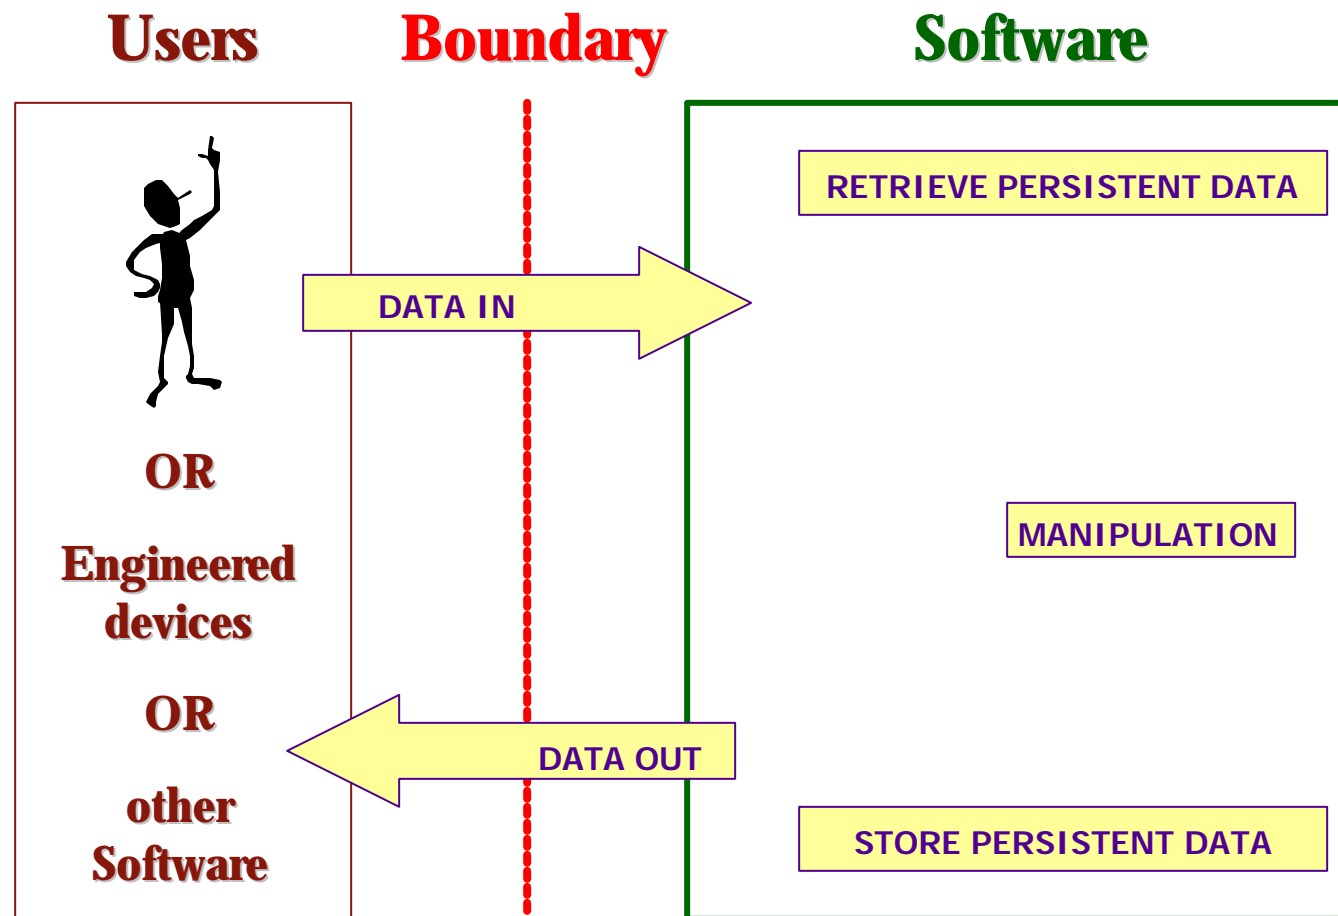 Users
Boundary
Software
RETRIEVE PERSISTENT DATA
DATA IN
OR
MANIPULATION
Engineered
devices
OR
DATA OUT
other
Software
STORE PERSISTENT DATA